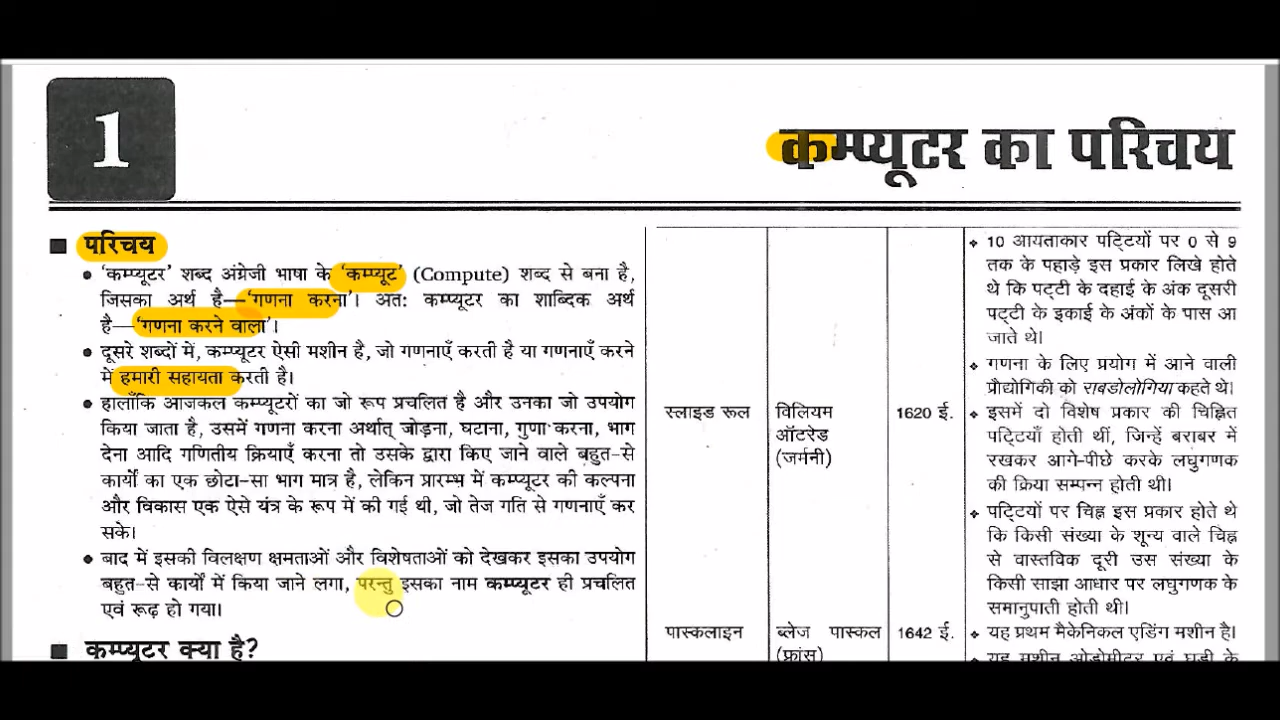 1
कम्प्यूटर का परिचय
परिचय
• ‘कम्प्यूटर’ शब्द अंग्रेजी भाषा के ‘कम्प्यूट’ (Compute) शब्द से बना है,
जिसका अर्थ है—‘गणना करना’। अतः कम्प्यूटर का शाब्दिक अर्थ
है—‘गणना करने वाला’।
• दूसरे शब्दों में, कम्प्यूटर ऐसी मशीन है, जो गणनाएँ करती है या गणनाएँ करने
में हमारी सहायता करती है।
• हालाँकि आजकल कम्प्यूटरों का जो रूप प्रचलित है और उनका जो उपयोग
किया जाता है, उसमें गणना करना अर्थात् जोड़ना, घटाना, गुणा करना, भाग
देना आदि गणितीय क्रियाएँ करना तो उसके द्वारा किए जाने वाले बहुत-से
कार्यों का एक छोटा-सा भाग मात्र है, लेकिन प्रारम्भ में कम्प्यूटर की कल्पना
और विकास एक ऐसे यंत्र के रूप में की गई थी, जो तेज गति से गणनाएँ कर
सके।
• बाद में इसकी विलक्षण क्षमताओं और विशेषताओं को देखकर इसका उपयोग
बहुत-से कार्यों में किया जाने लगा, परन्तु इसका नाम कम्प्यूटर ही प्रचलित
एवं रूढ़ हो गया।
कम्प्यूटर क्या है?
❖ 10 आयताकार पट्टियों पर 0 से 9
तक के पहाड़े इस प्रकार लिखे होते
थे कि पट्टी के दहाई के अंक दूसरी
पट्टी के इकाई के अंकों के पास आ
जाते थे।
❖ गणना के लिए प्रयोग में आने वाली
प्रौद्योगिकी को राबडोलोगिया कहते थे।
स्लाइड रूल
विलियम
ऑटरेड
(जर्मनी)
1620 ई.
❖ इसमें दो विशेष प्रकार की चिह्नित
पट्टियाँ होती थीं, जिन्हें बराबर में
रखकर आगे-पीछे करके लघुगणक
की क्रिया सम्पन्न होती थी।
❖ पट्टियों पर चिह्न इस प्रकार होते थे
कि किसी संख्या के शून्य वाले चिह्न
से वास्तविक दूरी उस संख्या के
किसी साझा आधार पर लघुगणक के
समानुपाती होती थी।
पास्कलाइन
ब्लेज पास्कल
(फ्रांस)
1642 ई.
❖ यह प्रथम मैकेनिकल एडिंग मशीन है।
❖ यह मशीन ओडोमीटर एवं घड़ी के